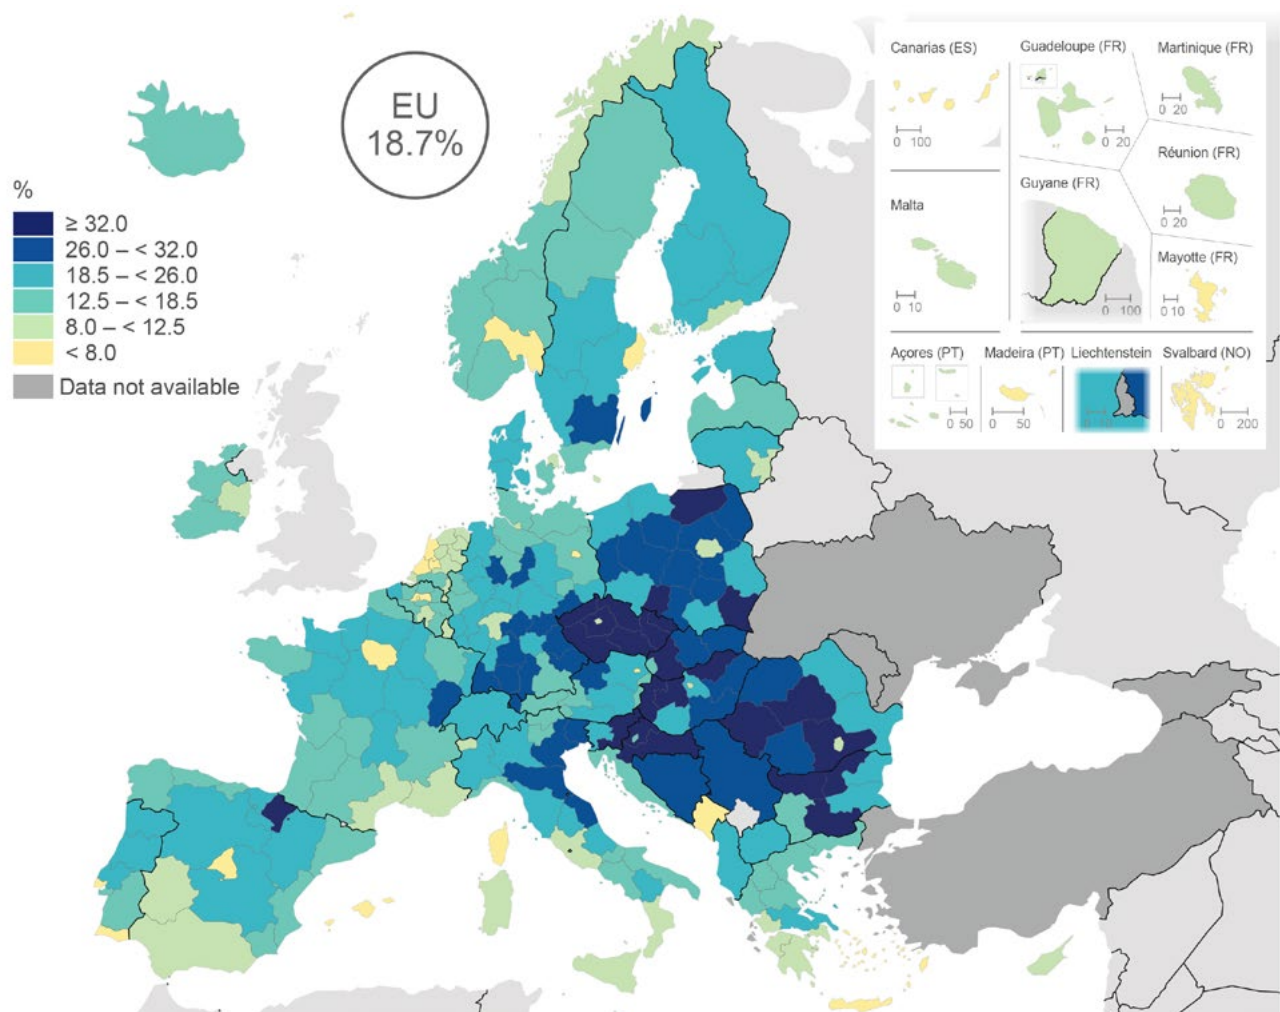 EU
18.7%
%
≥ 32.0
26.0 – < 32.0
18.5 – < 26.0
12.5 – < 18.5
8.0 – < 12.5
< 8.0
Data not available
Canarias (ES)
0 100
Guadeloupe (FR)
0 20
Martinique (FR)
0 20
Réunion (FR)
0 20
Malta
0 10
Guyane (FR)
0 100
Mayotte (FR)
0 10
Açores (PT)
0 50
Madeira (PT)
0 50
Liechtenstein
Svalbard (NO)
0 200